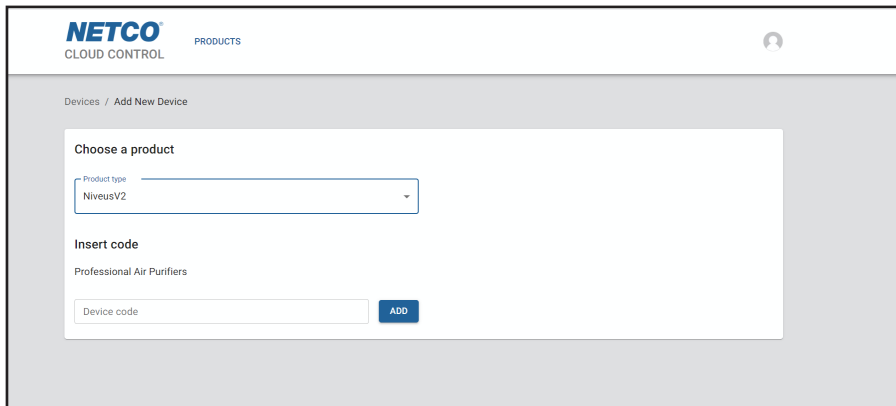 NETCO®
CLOUD CONTROL
PRODUCTS
Devices / Add New Device
Choose a product
Product type
NiveusV2
Insert code
Professional Air Purifiers
Device code
ADD